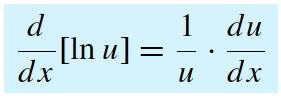 d/dx [ln u] = 1/u · du/dx